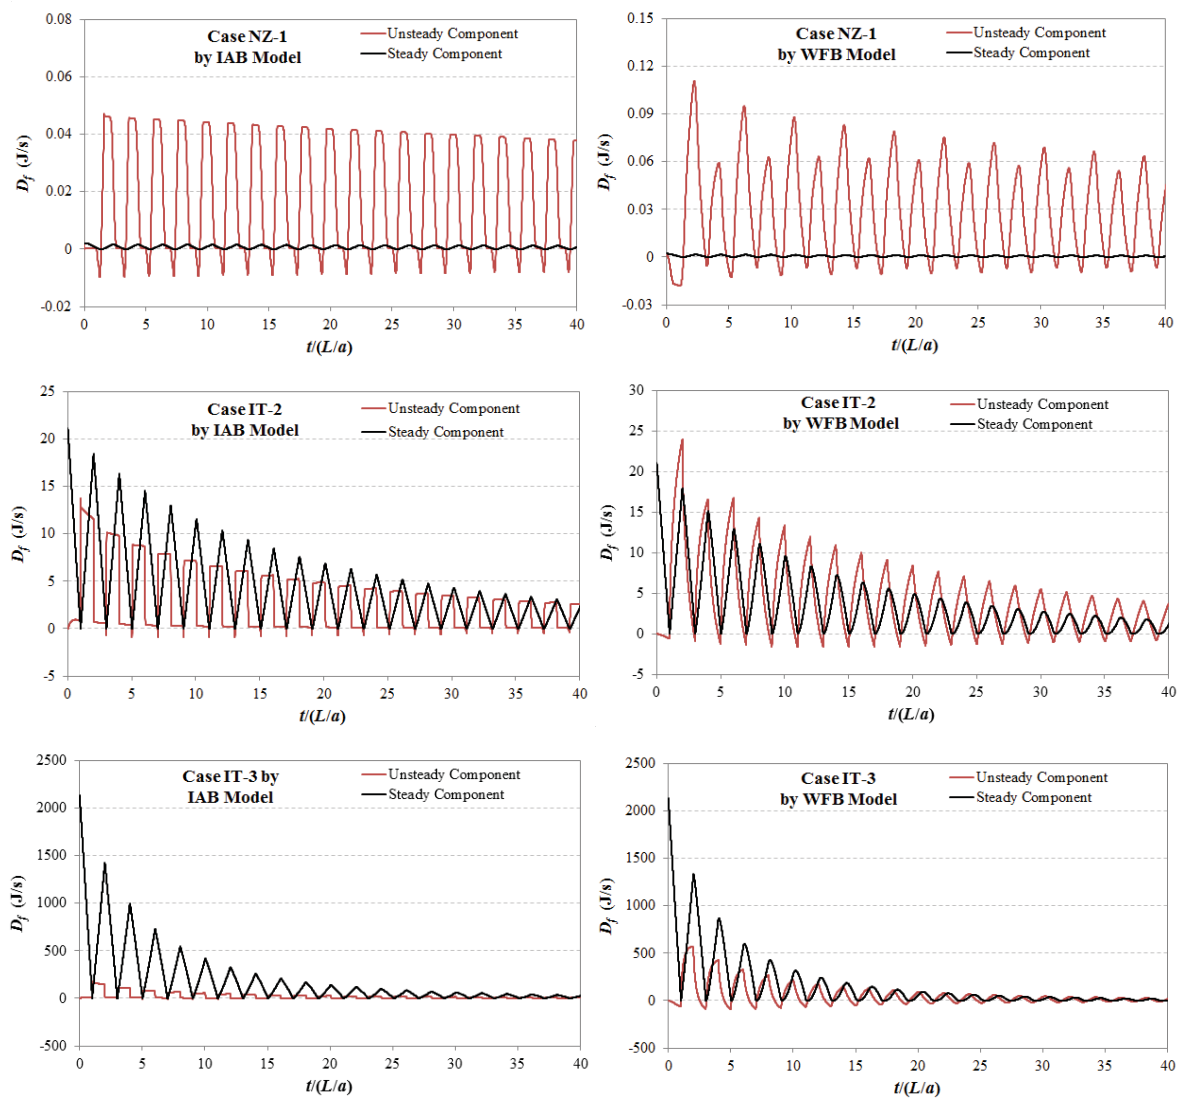 Case NZ-1
by IAB Model
Unsteady Component
Steady Component
0.08
0.06
0.04
0.02
0
-0.02
D_f (J/s)
0 5 10 15 20 25 30 35 40
t/(L/a)
Case NZ-1
by WFB Model
Unsteady Component
Steady Component
0.15
0.12
0.09
0.06
0.03
0
-0.03
D_f (J/s)
0 5 10 15 20 25 30 35 40
t/(L/a)
Case IT-2
by IAB Model
Unsteady Component
Steady Component
25
20
15
10
5
0
-5
D_f (J/s)
0 5 10 15 20 25 30 35 40
t/(L/a)
Case IT-2
by WFB Model
Unsteady Component
Steady Component
30
25
20
15
10
5
0
-5
D_f (J/s)
0 5 10 15 20 25 30 35 40
t/(L/a)
Case IT-3 by
IAB Model
Unsteady Component
Steady Component
2500
2000
1500
1000
500
0
-500
D_f (J/s)
0 5 10 15 20 25 30 35 40
t/(L/a)
Case IT-3
by WFB Model
Unsteady Component
Steady Component
2500
2000
1500
1000
500
0
-500
D_f (J/s)
0 5 10 15 20 25 30 35 40
t/(L/a)